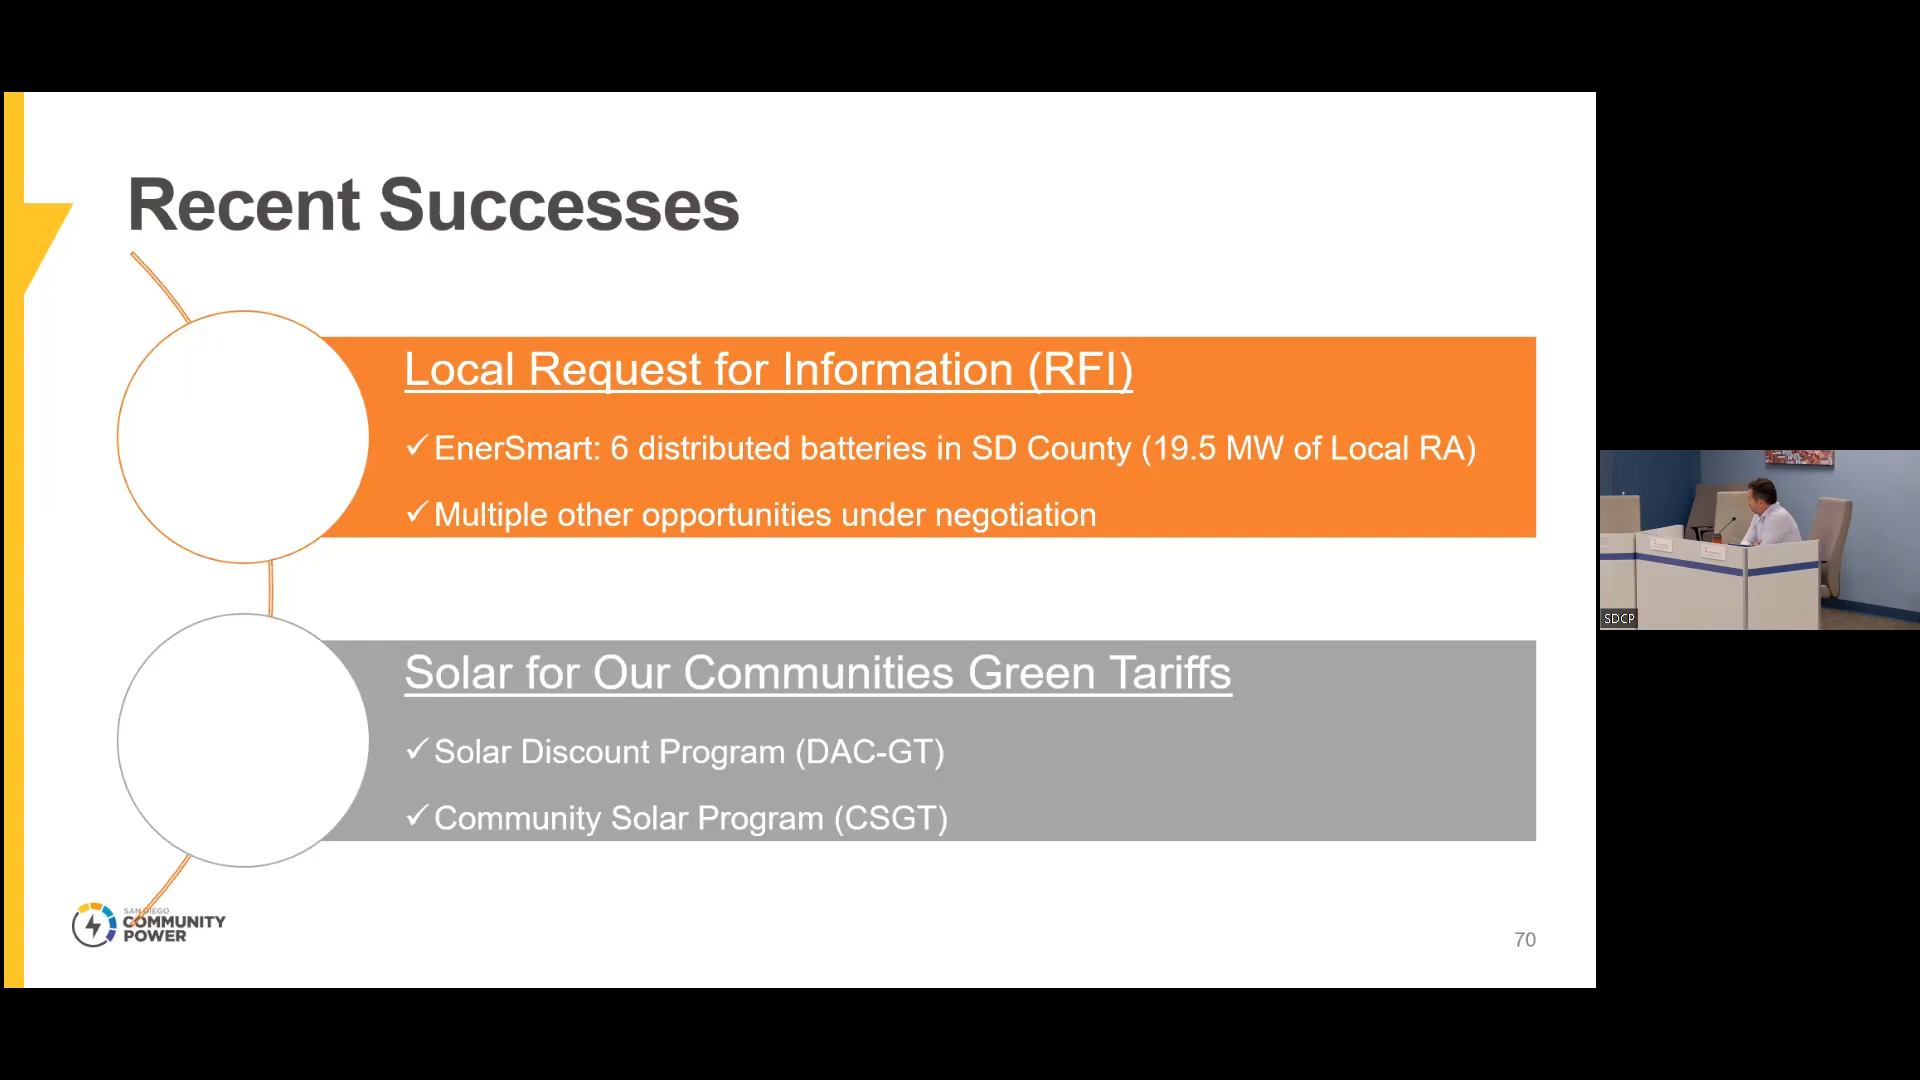 Recent Successes
Local Request for Information (RFI)
✓ EnerSmart: 6 distributed batteries in SD County (19.5 MW of Local RA)
✓ Multiple other opportunities under negotiation
Solar for Our Communities Green Tariffs
✓ Solar Discount Program (DAC-GT)
✓ Community Solar Program (CSGT)
SAN DIEGO
COMMUNITY
POWER
70
SDCP